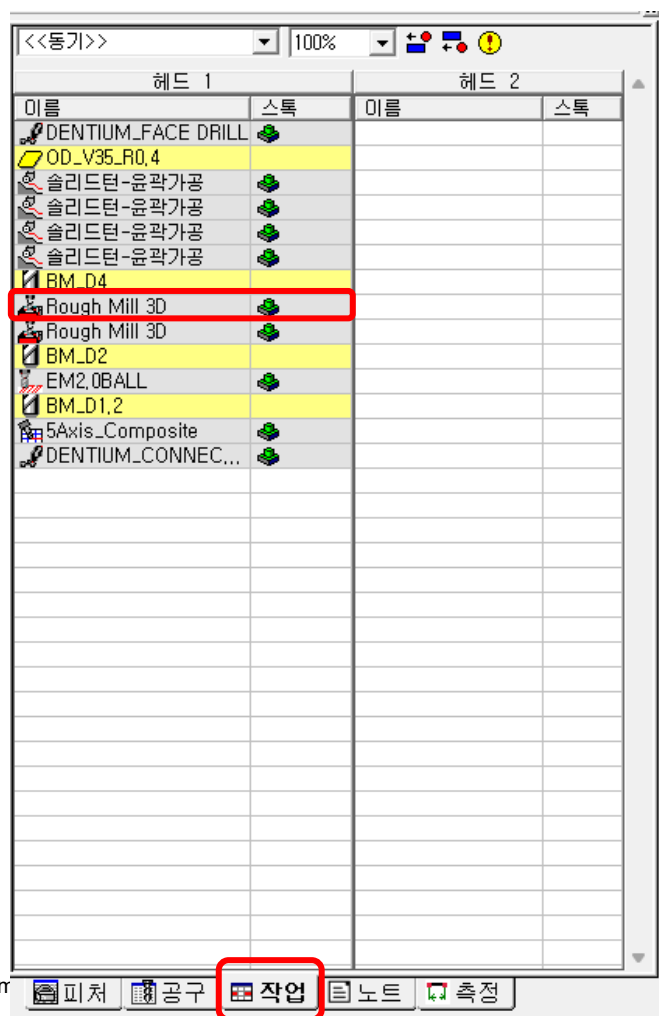 <<동기>> 100%
헤드 1 헤드 2
이름 스톡 이름 스톡
DENTIUM_FACE DRILL
OD_V35_R0,4
솔리드턴-윤곽가공
솔리드턴-윤곽가공
솔리드턴-윤곽가공
솔리드턴-윤곽가공
BM_D4
Rough Mill 3D
Rough Mill 3D
BM_D2
EM2,0BALL
BM_D1,2
5Axis_Composite
DENTIUM_CONNEC...
피처 공구 작업 노트 측정